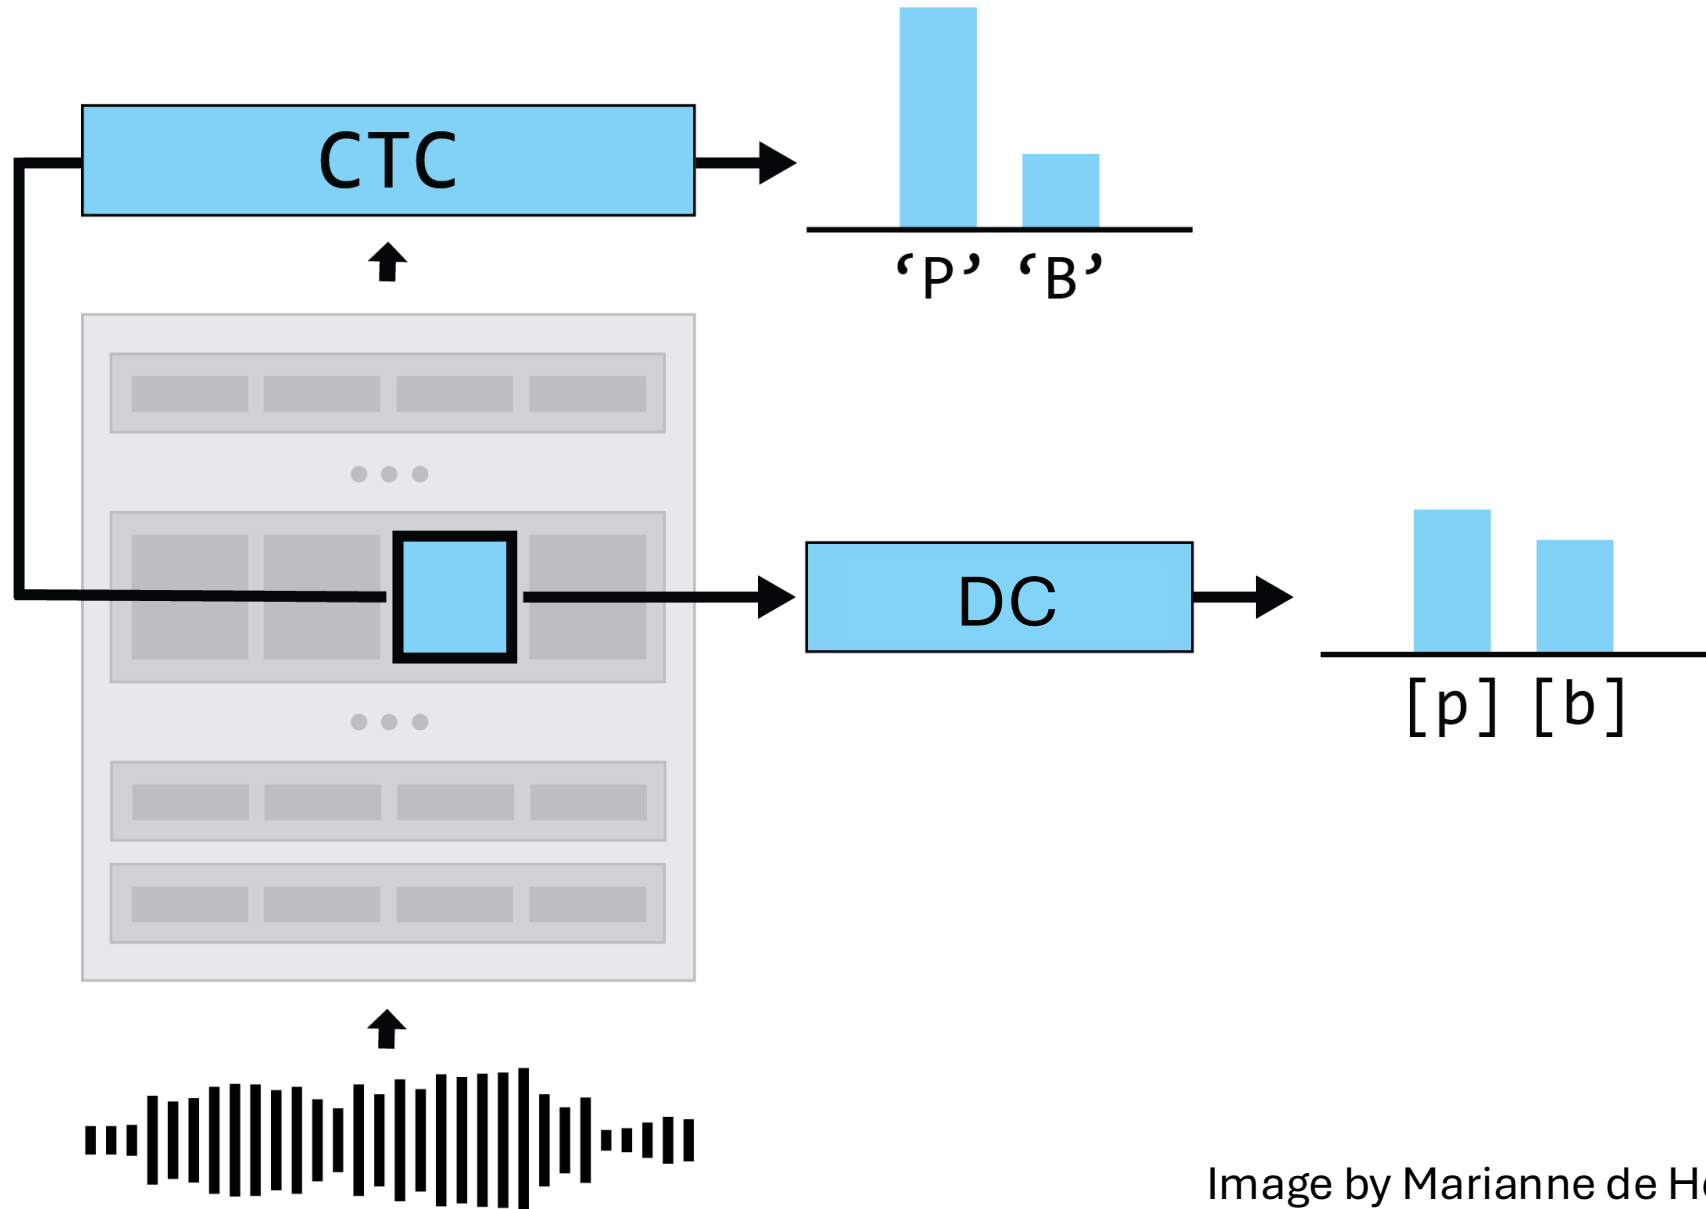 CTC
‘P’ ‘B’
DC
[p] [b]
Image by Marianne de